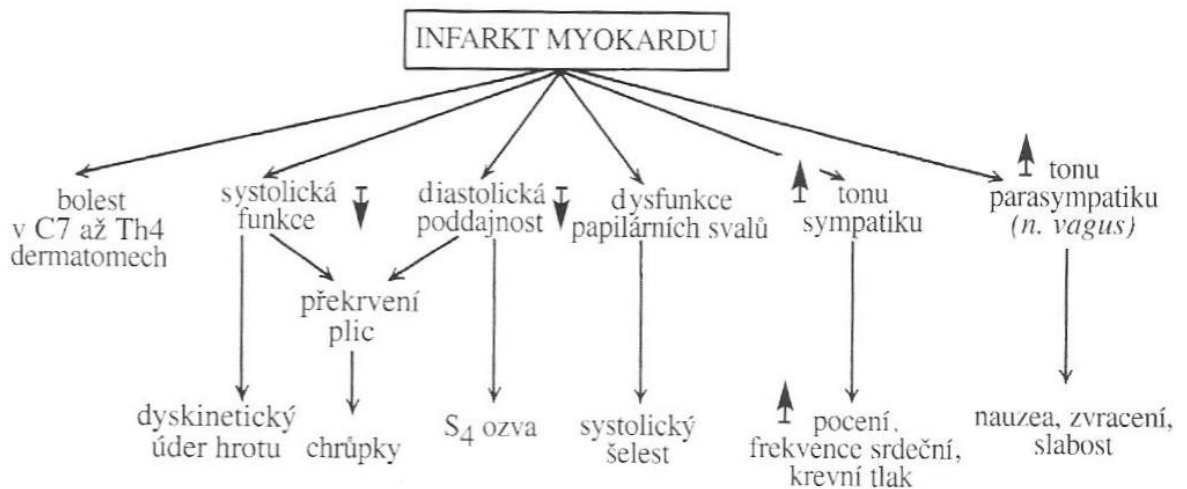 INFARKT MYOKARDU
bolest
v C7 až Th4
dermatomech
systolická
funkce
diastolická
poddajnost
dysfunkce
papilárních svalů
tonu
sympatiku
tonu
parasympatiku
(n. vagus)
překrvení
plic
dyskinetický
úder hrotu
chrůpky
S4 ozva
systolický
šelest
pocení,
frekvence srdeční,
krevní tlak
nauzea, zvracení,
slabost